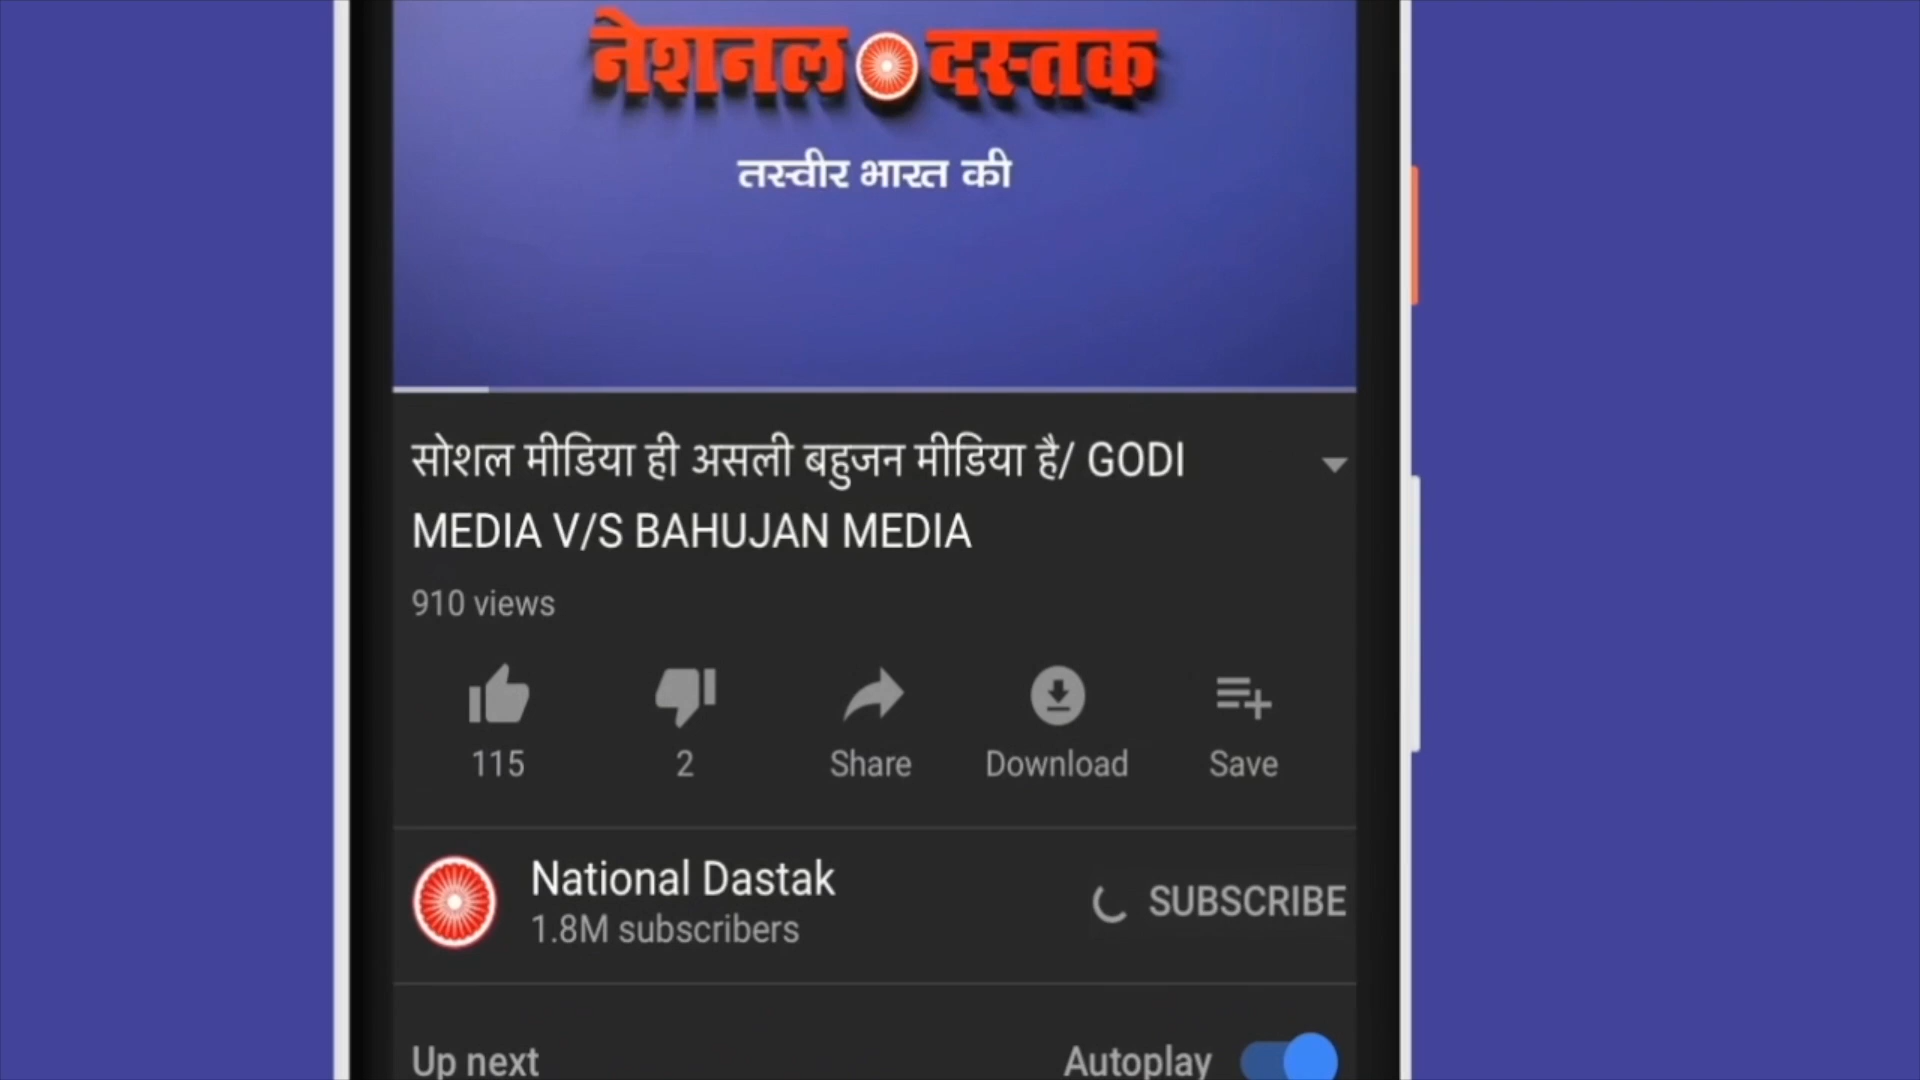 नेशनल दस्तक
तस्वीर भारत की
सोशल मीडिया ही असली बहुजन मीडिया है/ GODI
MEDIA V/S BAHUJAN MEDIA
910 views
115 2 Share Download Save
National Dastak
1.8M subscribers
SUBSCRIBE
Up next Autoplay